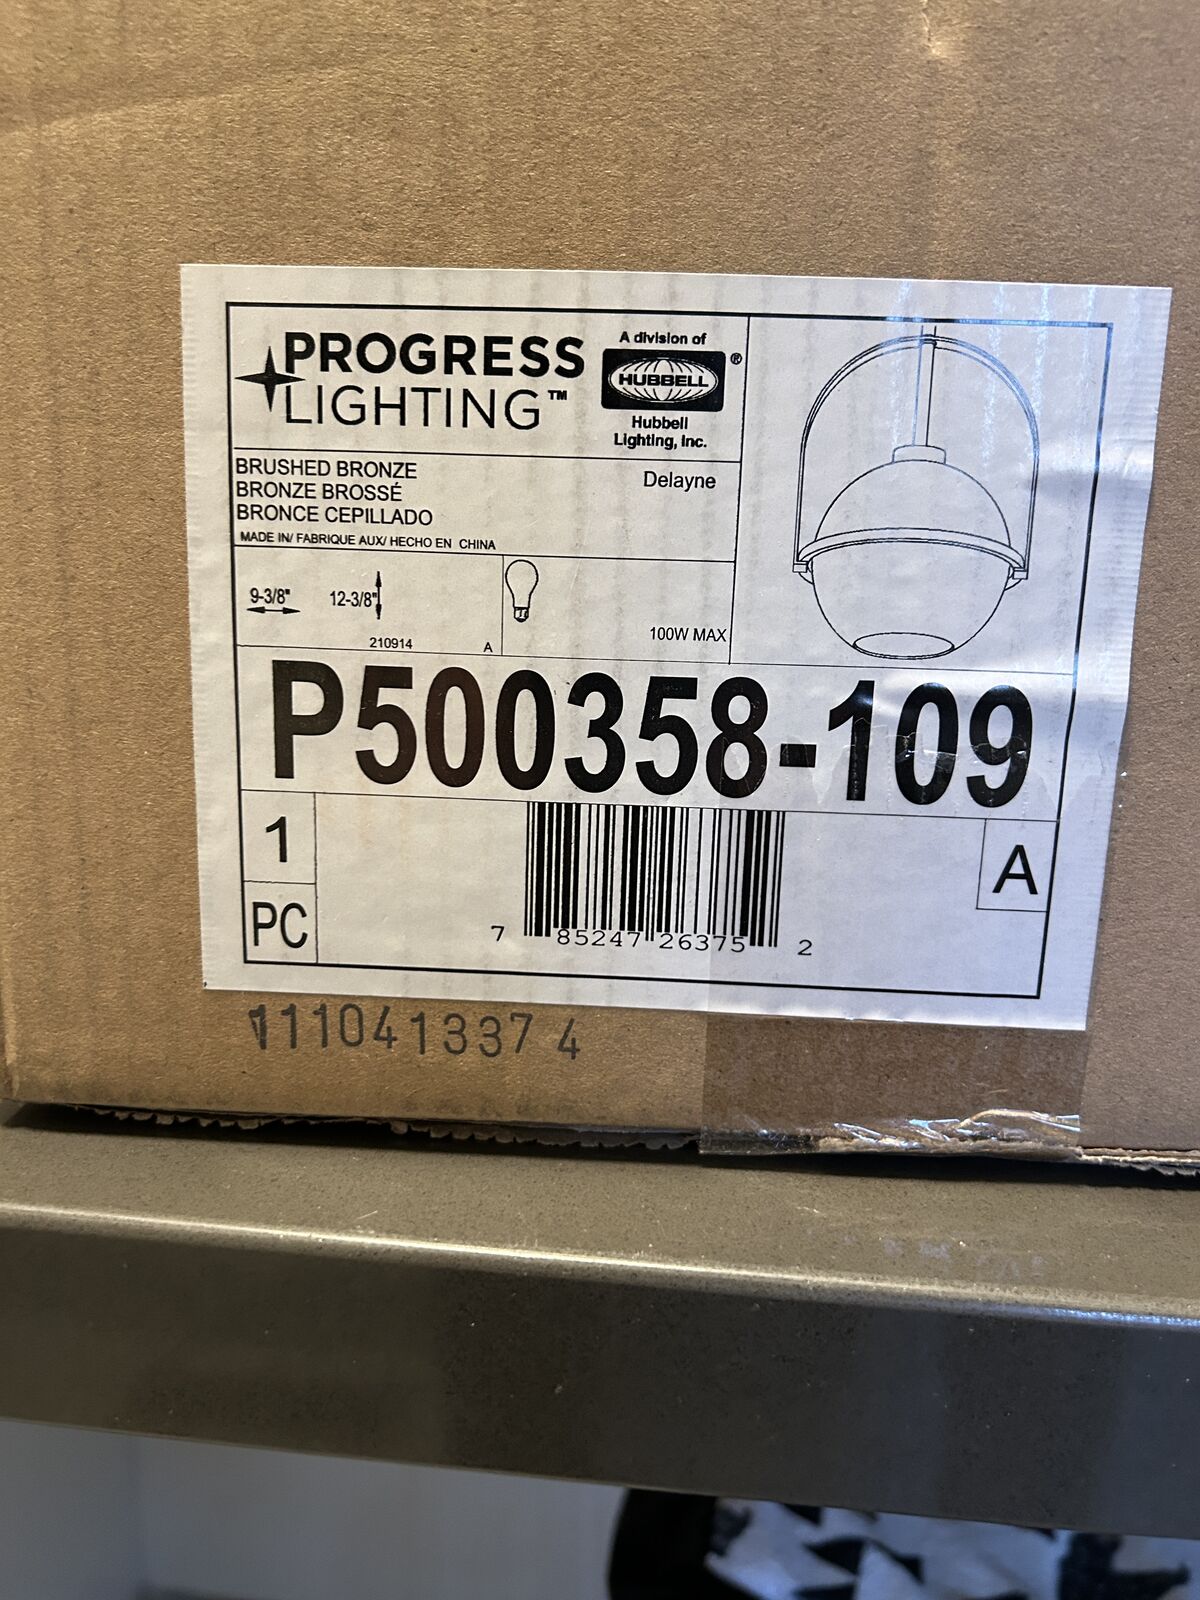 PROGRESS
LIGHTING™
A division of
HUBBELL®
Hubbell
Lighting, Inc.
BRUSHED BRONZE
BRONZE BROSSÉ
BRONCE CEPILLADO
MADE IN/ FABRIQUE AUX/ HECHO EN CHINA
Delayne
9-3/8"
12-3/8"
210914
A
100W MAX
P500358-109
1
PC
A
7 85247 26375 2
1110413374